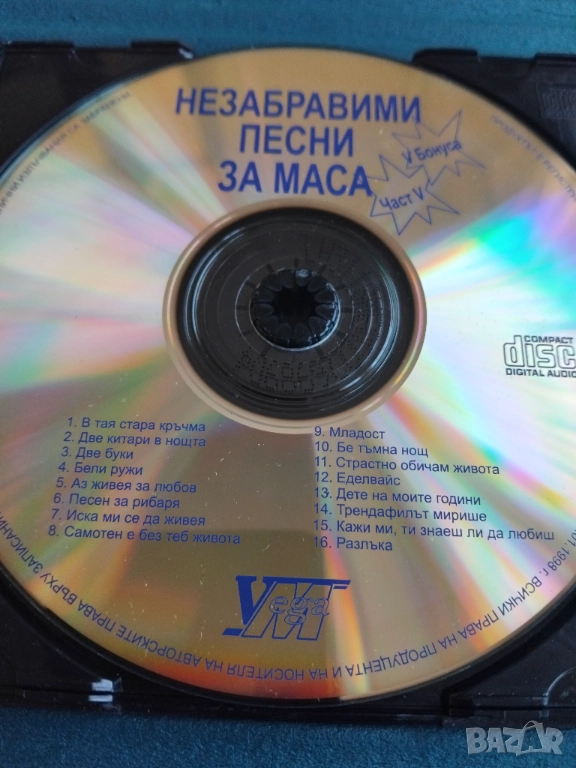 НЕЗАБРАВИМИ
ПЕСНИ
ЗА МАСА
V Бонуса
Част V
COMPACT
disc
DIGITAL AUDIO
1. В тая стара кръчма
2. Две китари в нощта
3. Две буки
4. Бели ружи
5. Аз живея за любов
6. Песен за рибаря
7. Иска ми се да живея
8. Самотен е без теб живота
9. Младост
10. Бе тъмна нощ
11. Страстно обичам живота
12. Еделвайс
13. Дете на моите години
14. Трендафилът мирише
15. Кажи ми, ти знаеш ли да любиш
16. Разлъка
1998 г. ВСИЧКИ ПРАВА НА ПРОДУЦЕНТА И НА НОСИТЕЛЯ НА АВТОРСКИТЕ ПРАВА ВЪРХУ
BAZAR